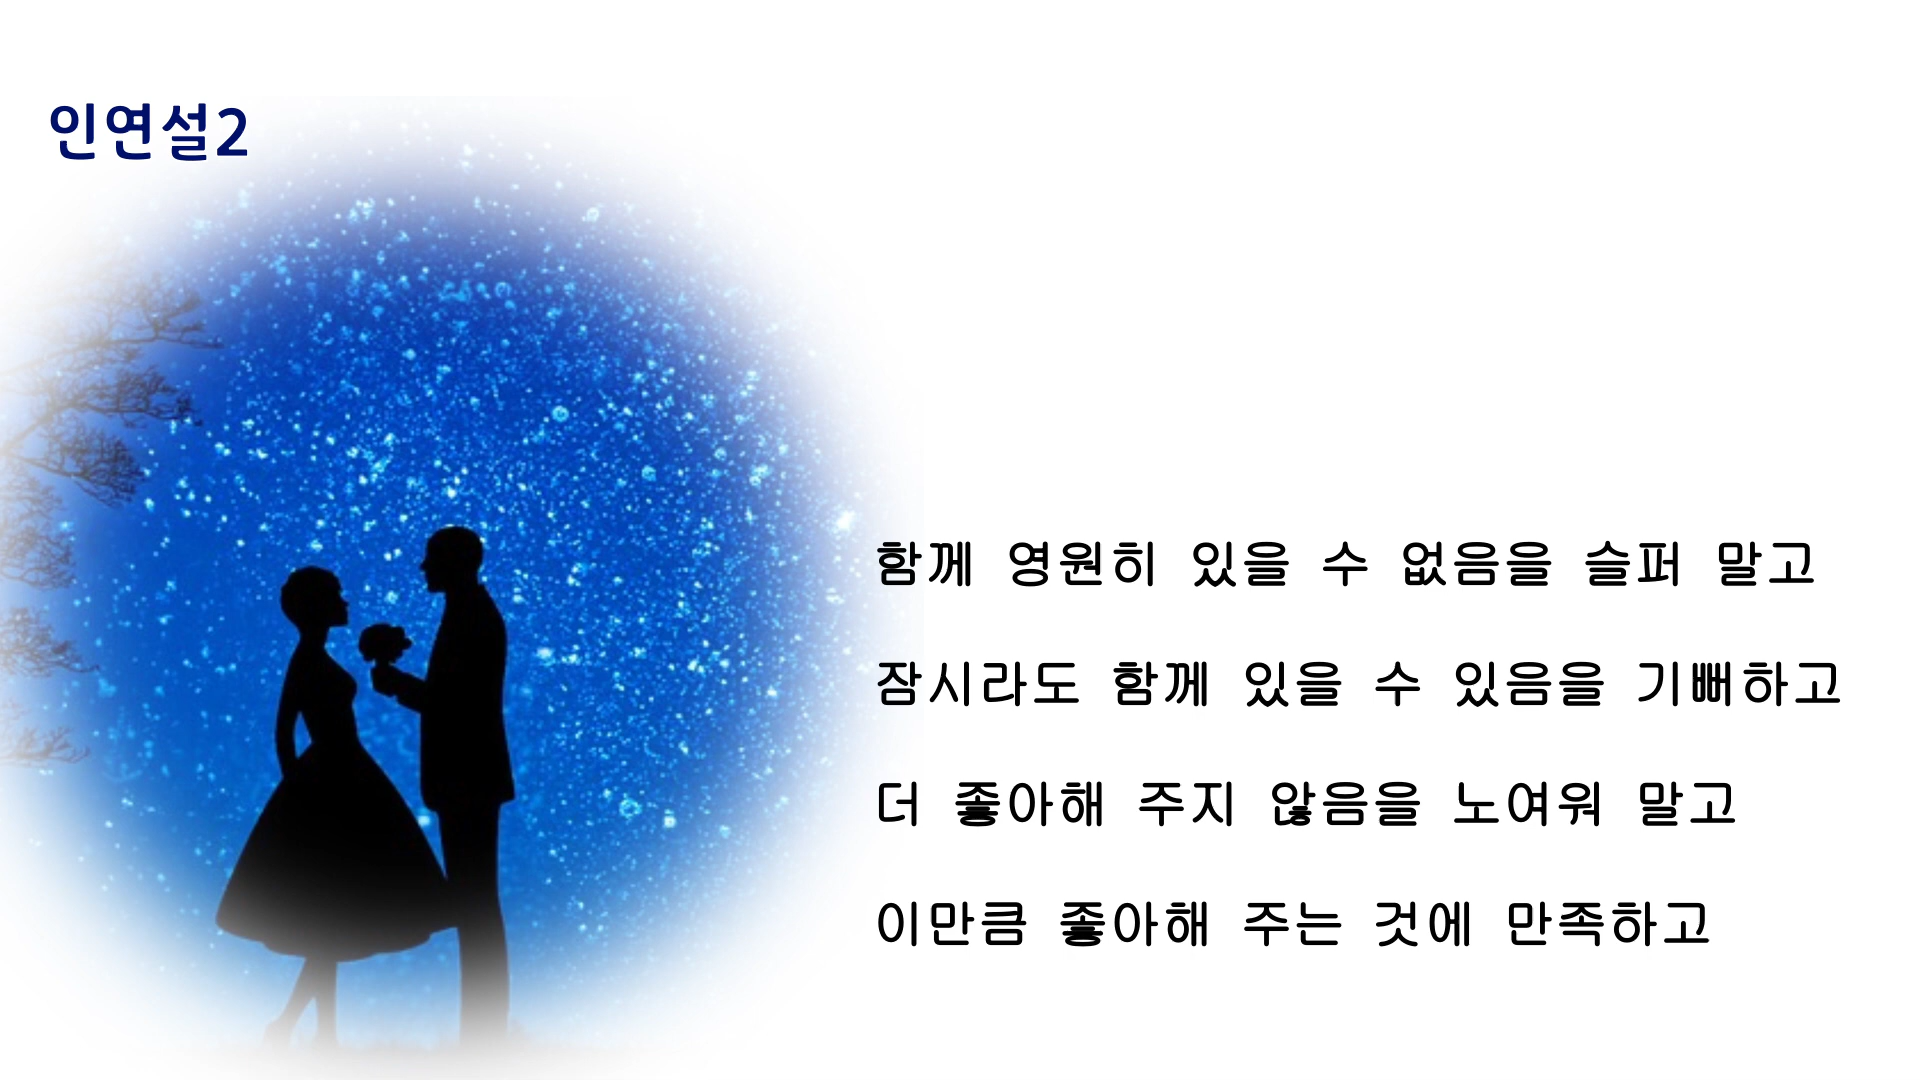 인연설2
함께 영원히 있을 수 없음을 슬퍼 말고
잠시라도 함께 있을 수 있음을 기뻐하고
더 좋아해 주지 않음을 노여워 말고
이만큼 좋아해 주는 것에 만족하고